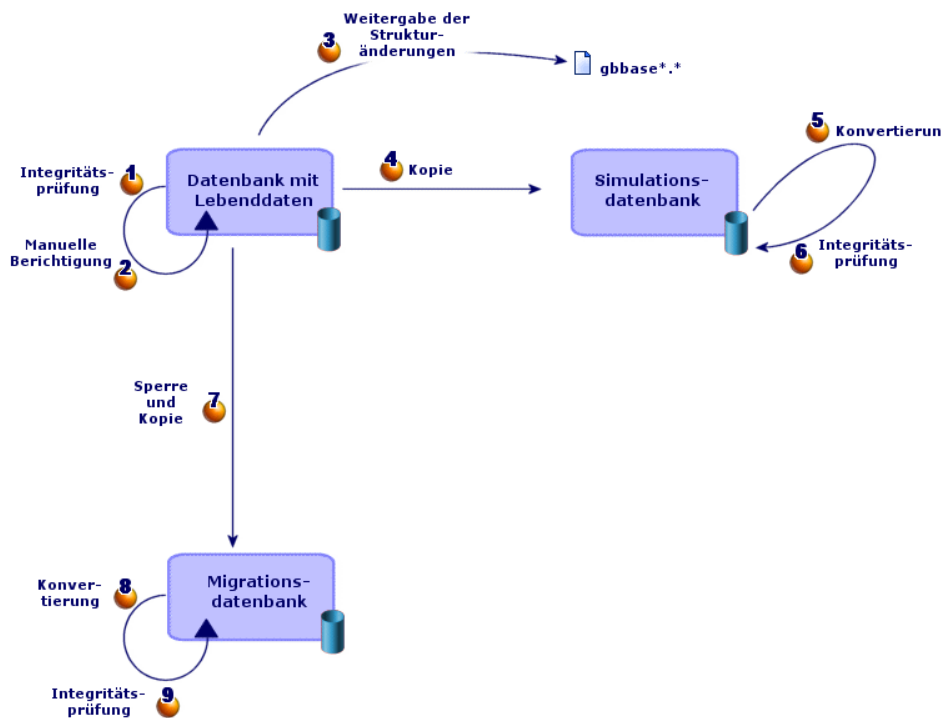 Weitergabe der
3 Struktur-
änderungen
gbbase*.*
5 Konvertierun
1 Integritäts-
prüfung
Datenbank mit
Lebenddaten
4 Kopie
Simulations-
datenbank
Manuelle
Berichtigung 2
6 Integritäts-
prüfung
Sperre
und
Kopie 7
Konver-
tierung 8
Migrations-
datenbank
Integritäts-
prüfung 9